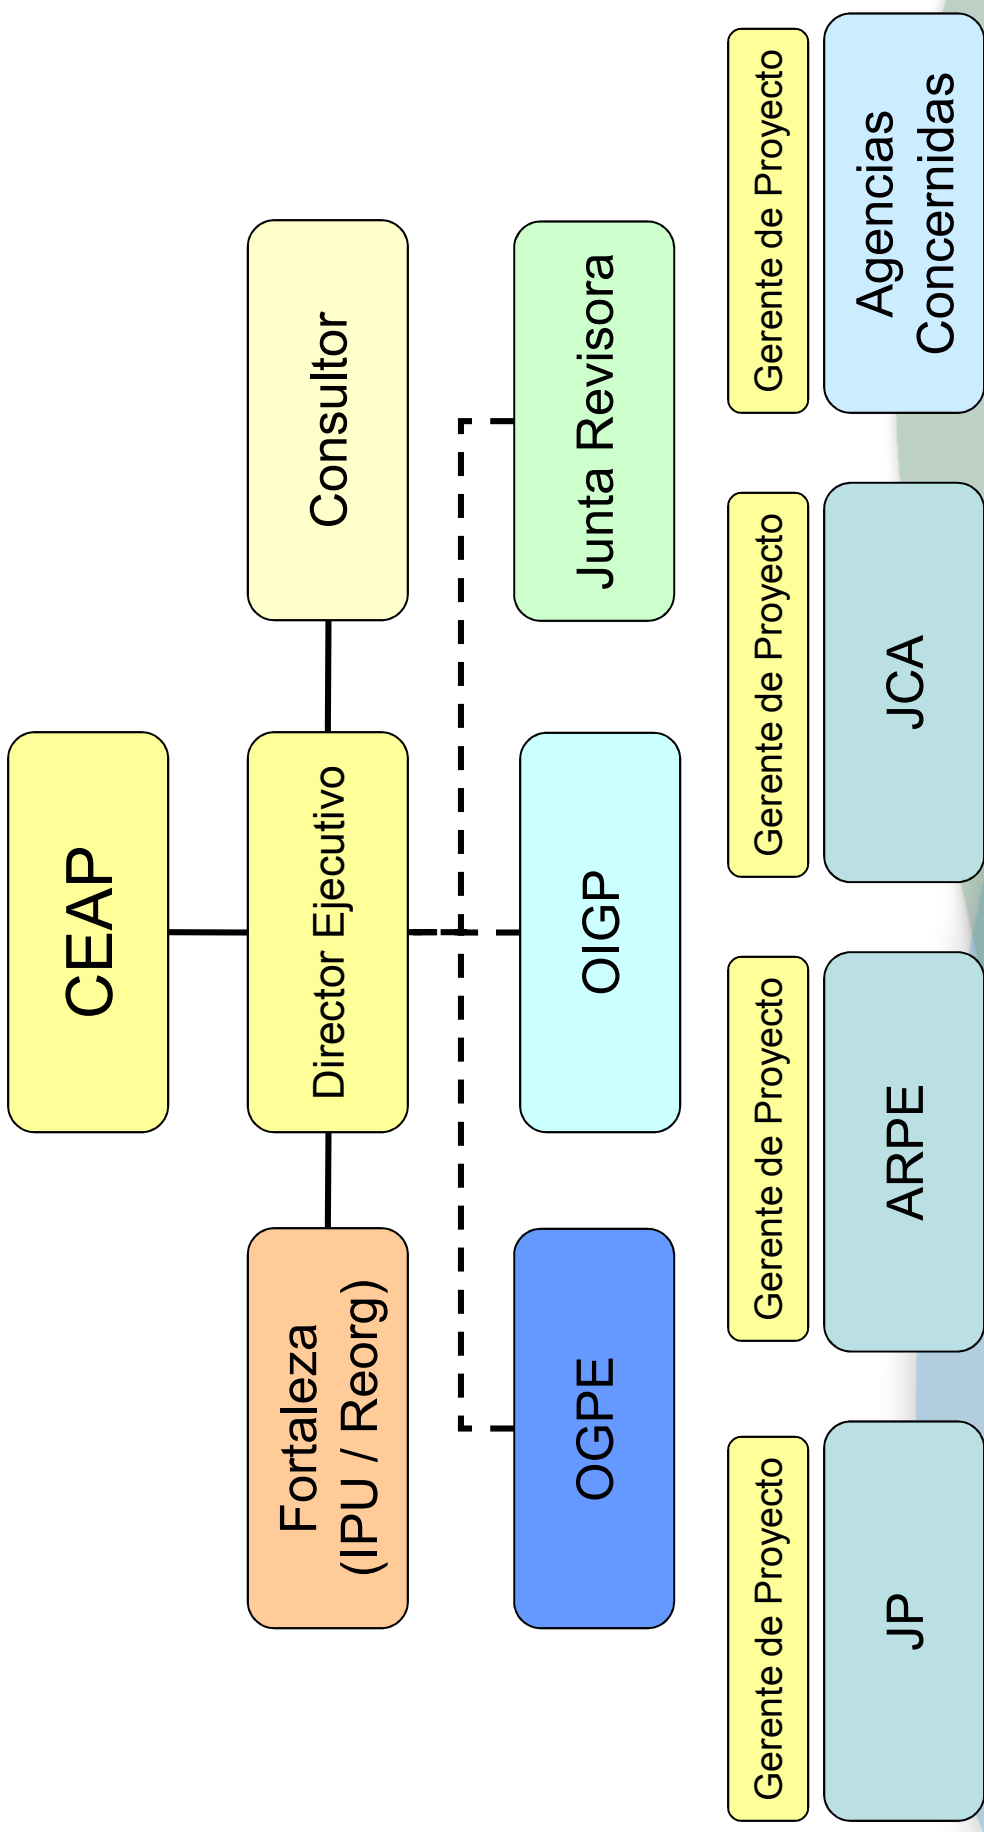 CEAP
Fortaleza
(IPU / Reorg)
Director Ejecutivo
Consultor
OGPE
OIGP
Junta Revisora
Gerente de Proyecto
Gerente de Proyecto
Gerente de Proyecto
Gerente de Proyecto
JP
ARPE
JCA
Agencias
Concernidas